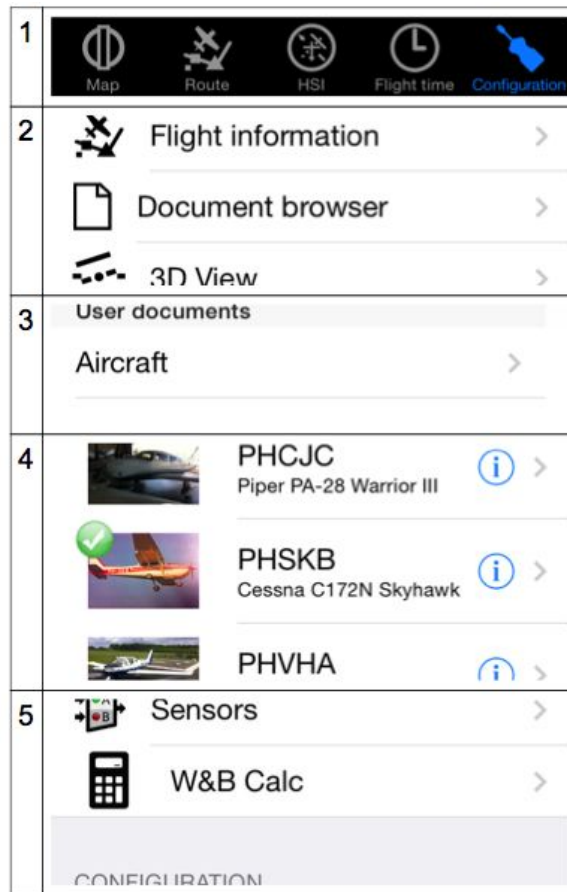 1
Map Route HSI Flight time Configuration
2
Flight information
Document browser
3D View
3
User documents
Aircraft
4
PHCJC
Piper PA-28 Warrior III
PHSKB
Cessna C172N Skyhawk
PHVHA
5
Sensors
W&B Calc
CONFIGURATION